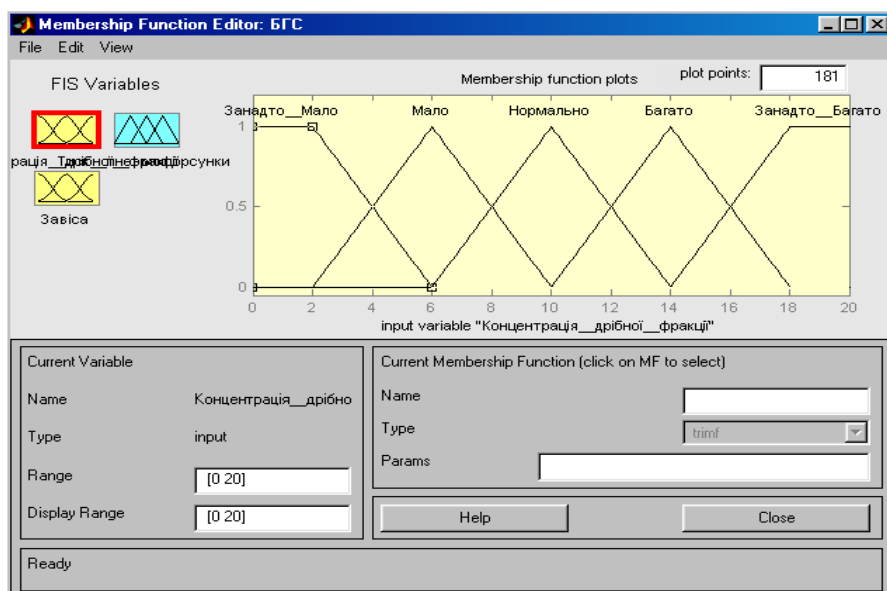 Membership Function Editor: БГС
File Edit View
FIS Variables
Membership function plots
plot points: 181
Занадто__Мало Мало Нормально Багато Занадто__Багато
1
0.5
0
0 2 4 6 8 10 12 14 16 18 20
input variable "Концентрація__дрібної__фракції"
Завіса
Current Variable
Name Концентрація__дрібно
Type input
Range [0 20]
Display Range [0 20]
Current Membership Function (click on MF to select)
Name
Type trimf
Params
Help Close
Ready